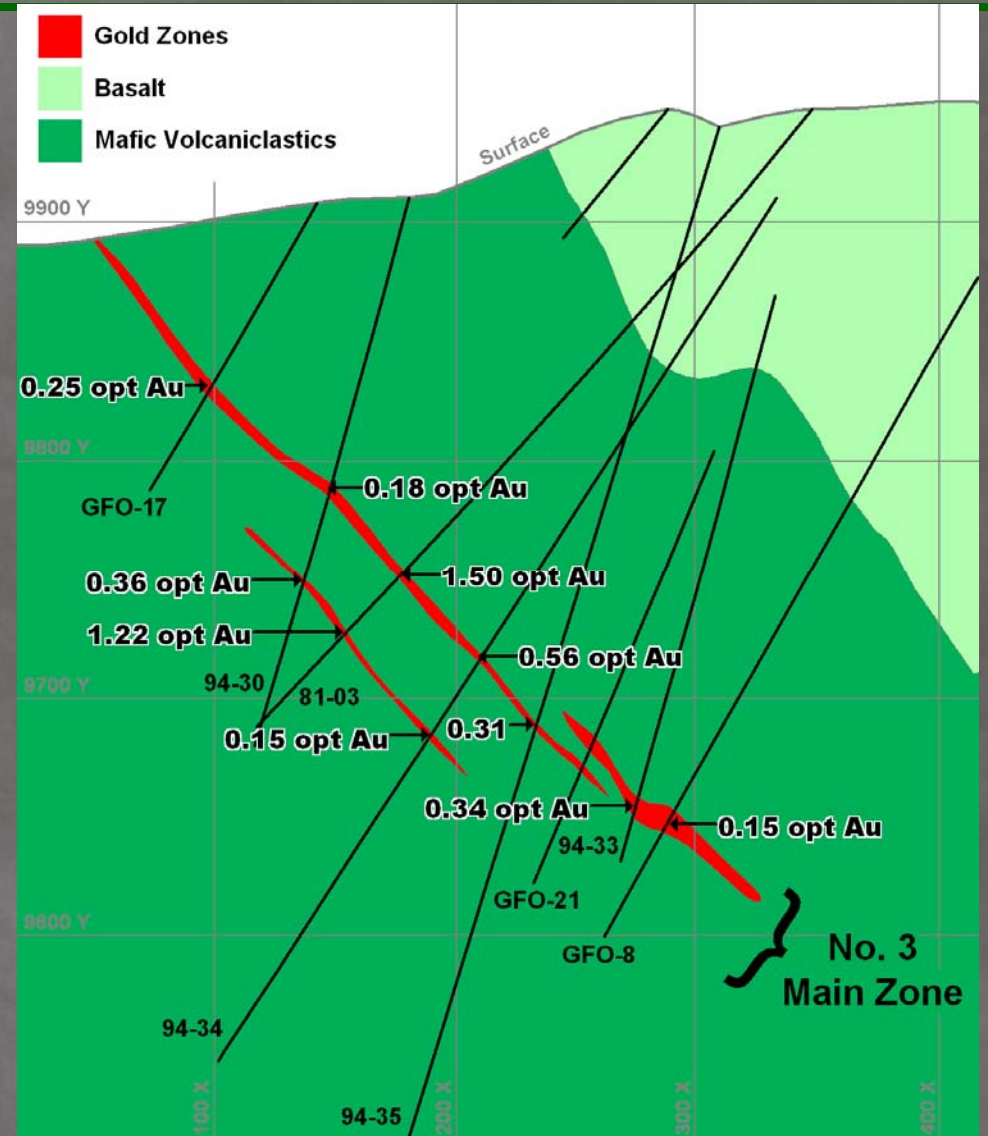 Gold Zones
Basalt
Mafic Volcaniclastics
Surface
9900 Y
0.25 opt Au
9800 Y
0.18 opt Au
GFO-17
1.50 opt Au
0.36 opt Au
1.22 opt Au
0.56 opt Au
94-30
9700 Y
81-03
0.31
0.15 opt Au
0.34 opt Au
0.15 opt Au
94-33
GFO-21
9600 Y
No. 3
GFO-8
Main Zone
94-34
100 X
200 X
300 X
400 X
94-35